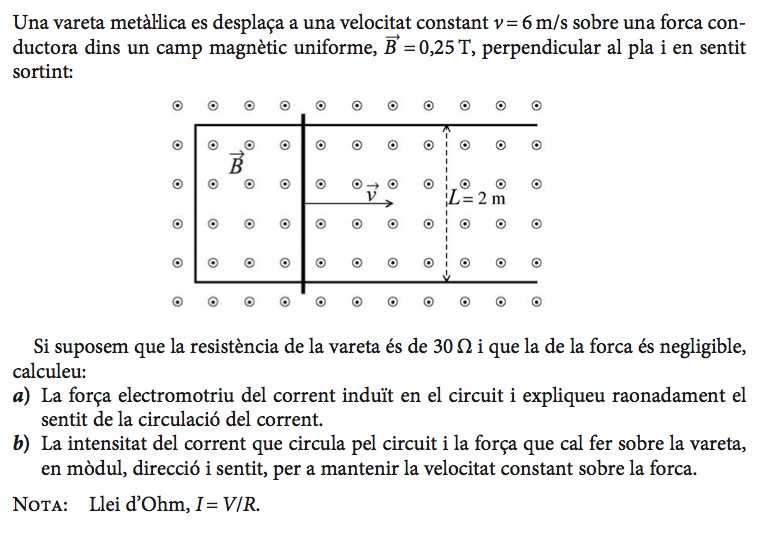 Una vareta metàl·lica es desplaça a una velocitat constant v = 6 m/s sobre una forca con-
ductora dins un camp magnètic uniforme, B⃗ = 0,25 T, perpendicular al pla i en sentit
sortint:
B⃗
v⃗
L = 2 m
Si suposem que la resistència de la vareta és de 30 Ω i que la de la forca és negligible,
calculeu:
a) La força electromotriu del corrent induït en el circuit i expliqueu raonadament el
sentit de la circulació del corrent.
b) La intensitat del corrent que circula pel circuit i la força que cal fer sobre la vareta,
en mòdul, direcció i sentit, per a mantenir la velocitat constant sobre la forca.
NOTA: Llei d'Ohm, I = V/R.